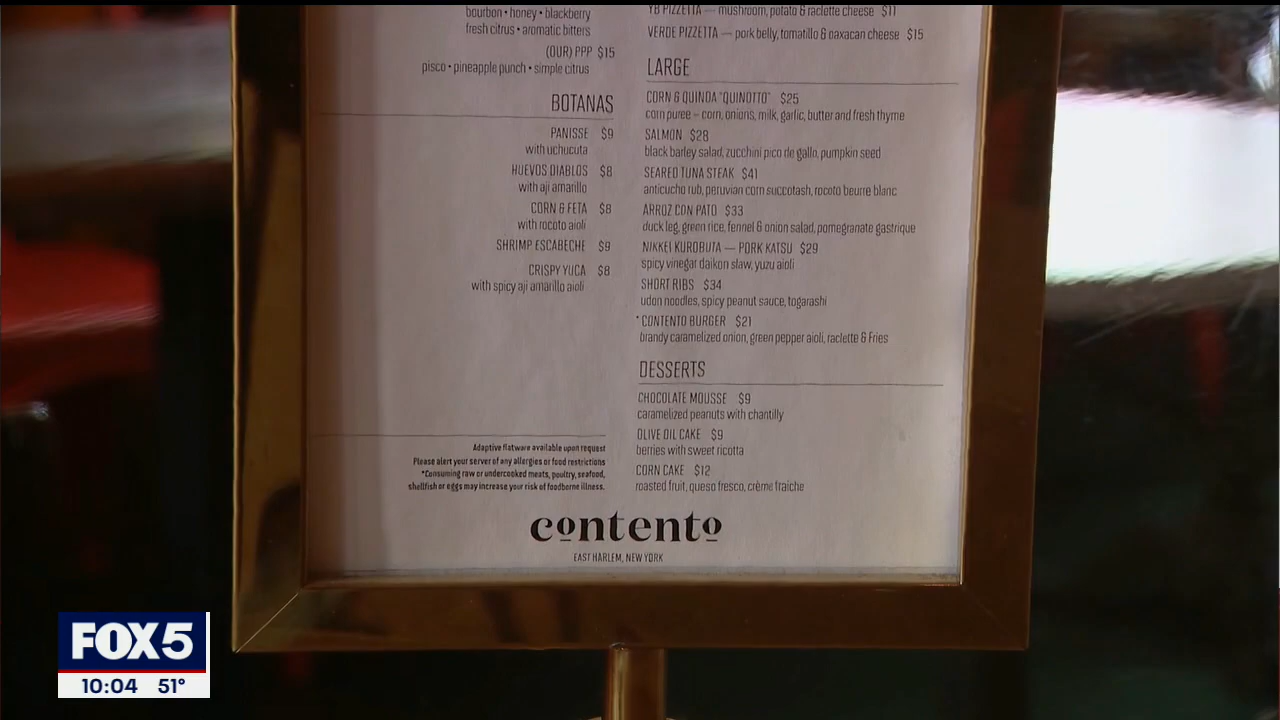 bourbon • honey • blackberry
fresh citrus • aromatic bitters
(OUR) PPP $15
pisco • pineapple punch • simple citrus
BOTANAS
PANISSE $9
with uchucuta
HUEVOS DIABLOS $8
with aji amarillo
CORN & FETA $8
with rocoto aioli
SHRIMP ESCABECHE $9
CRISPY YUCA $8
with spicy aji amarillo aioli
Adaptive flatware available upon request
Please alert your server of any allergies or food restrictions
*Consuming raw or undercooked meats, poultry, seafood,
shellfish or eggs may increase your risk of foodborne illness.
YB PIZZETTA — mushroom, potato & raclette cheese $11
VERDE PIZZETTA — pork belly, tomatillo & oaxacan cheese $15
LARGE
CORN & QUINOA "QUINOTTO" $25
corn puree – corn, onions, milk, garlic, butter and fresh thyme
SALMON $28
black barley salad, zucchini pico de gallo, pumpkin seed
SEARED TUNA STEAK $41
anticucho rub, peruvian corn succotash, rocoto beurre blanc
ARROZ CON PATO $33
duck leg, green rice, fennel & onion salad, pomegranate gastrique
NIKKEI KUROBUTA — PORK KATSU $29
spicy vinegar daikon slaw, yuzu aioli
SHORT RIBS $34
udon noodles, spicy peanut sauce, togarashi
* CONTENTO BURGER $21
brandy caramelized onion, green pepper aioli, raclette & Fries
DESSERTS
CHOCOLATE MOUSSE $9
caramelized peanuts with chantilly
OLIVE OIL CAKE $9
berries with sweet ricotta
CORN CAKE $12
roasted fruit, queso fresco, crème fraiche
contento
EAST HARLEM, NEW YORK
FOX 5
10:04 51°